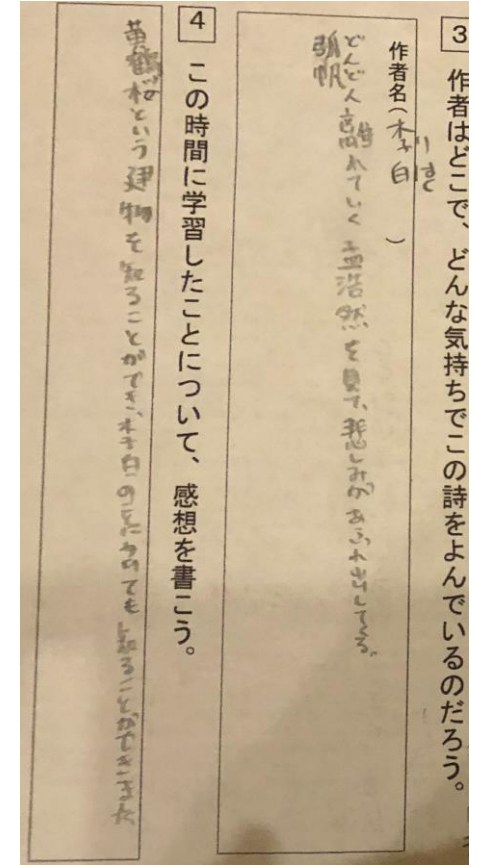 3 作者はどこで、どんな気持ちでこの詩をよんでいるのだろう。
りはく
作者名(李白)
どんどん離れていく孟浩然を見て、悲しみがあふれ出してる。
帆
4 この時間に学習したことについて、感想を書こう。
黄鶴楼という建物を知ることができ、李白の気についても知ることができました